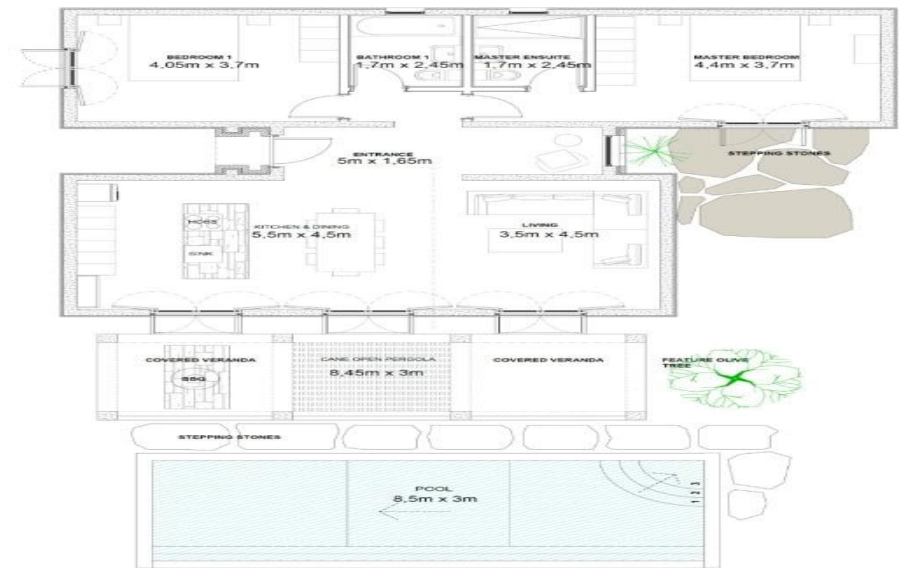 BEDROOM 1
4,05m x 3,7m
BATHROOM 1
1,7m x 2,45m
MASTER ENSUITE
1,7m x 2,45m
MASTER BEDROOM
4,4m x 3,7m
ENTRANCE
5m x 1,65m
STEPPING STONES
HOBS
SINK
KITCHEN & DINING
5,5m x 4,5m
LIVING
3,5m x 4,5m
COVERED VERANDA
BBQ
CANE OPEN PERGOLA
8,45m x 3m
COVERED VERANDA
FEATURE OLIVE
TREE
STEPPING STONES
POOL
8,5m x 3m
1 2 3